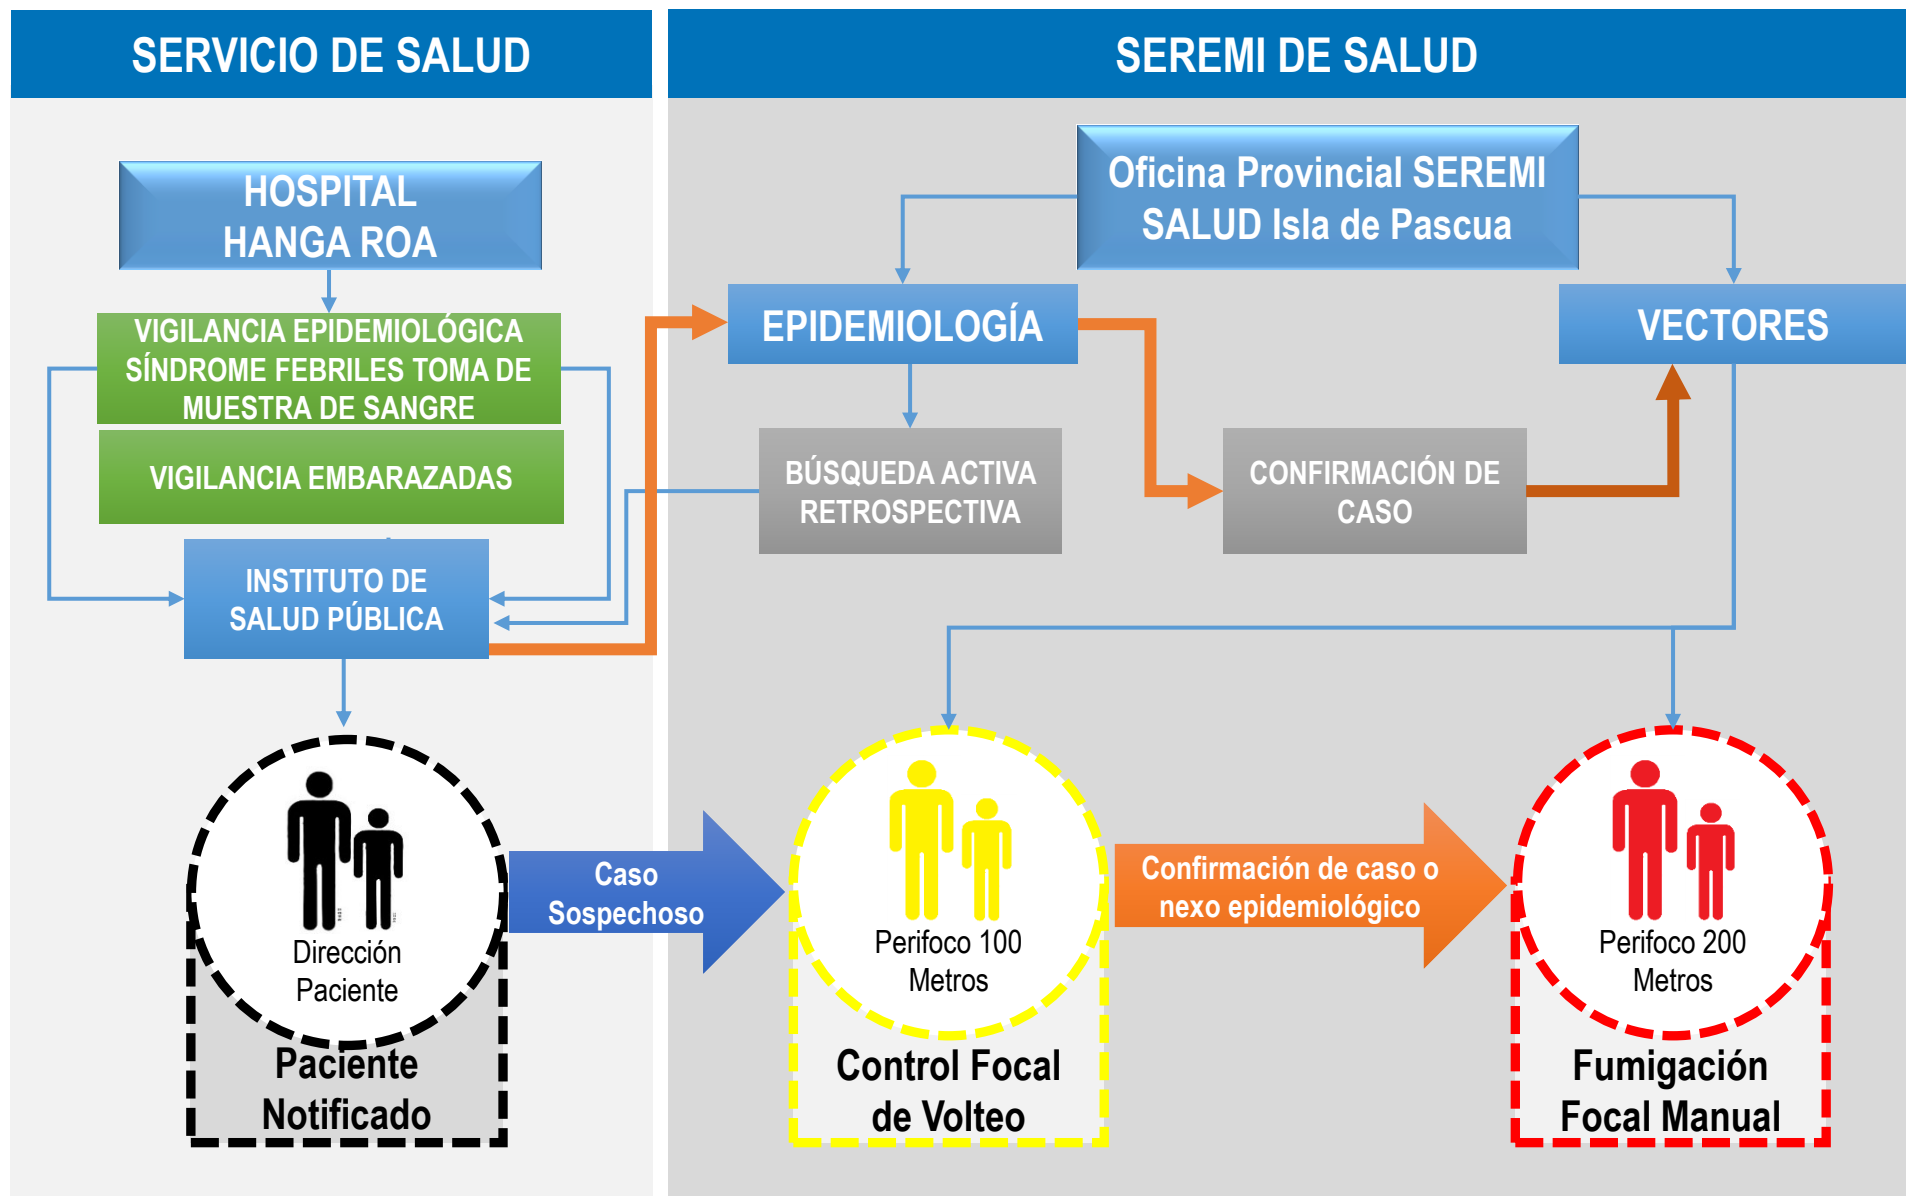 SERVICIO DE SALUD
SEREMI DE SALUD
HOSPITAL
HANGA ROA
Oficina Provincial SEREMI
SALUD Isla de Pascua
VIGILANCIA EPIDEMIOLÓGICA
SÍNDROME FEBRILES TOMA DE
MUESTRA DE SANGRE
EPIDEMIOLOGÍA
VECTORES
VIGILANCIA EMBARAZADAS
BÚSQUEDA ACTIVA
RETROSPECTIVA
CONFIRMACIÓN DE
CASO
INSTITUTO DE
SALUD PÚBLICA
Dirección
Paciente
Paciente
Notificado
Caso
Sospechoso
Perifoco 100
Metros
Control Focal
de Volteo
Confirmación de caso o
nexo epidemiológico
Perifoco 200
Metros
Fumigación
Focal Manual